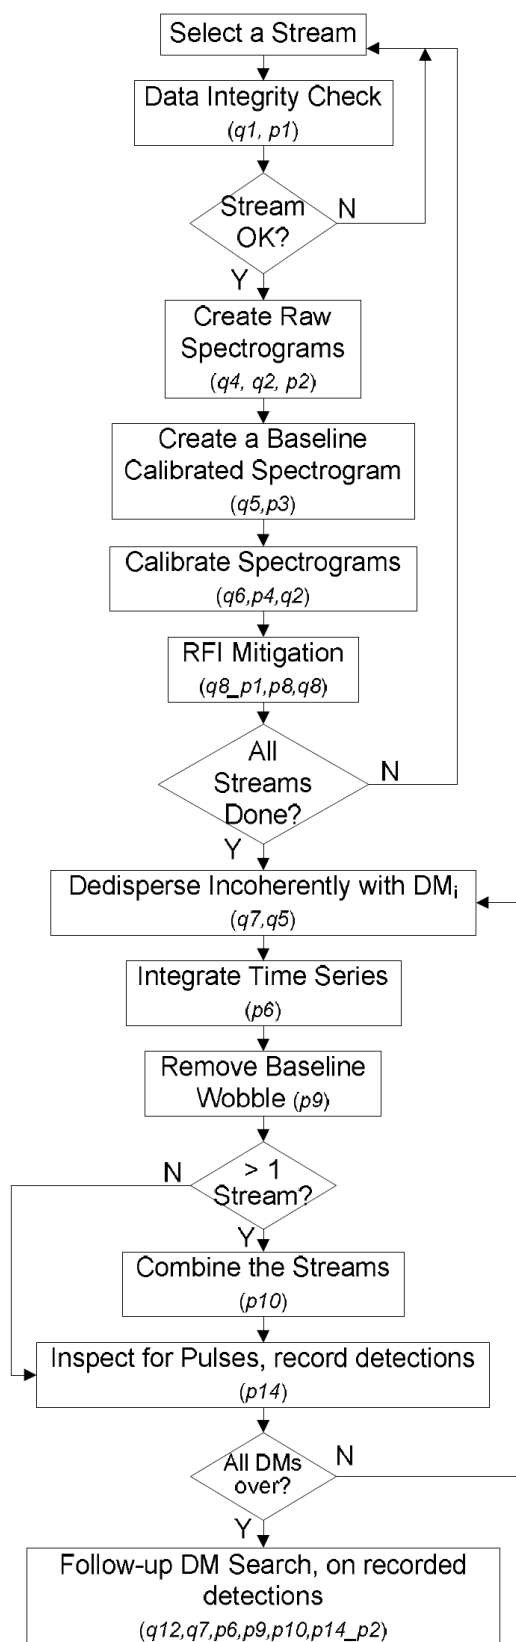 Select a Stream
Data Integrity Check
(q1, p1)
Stream
OK?
N
Y
Create Raw
Spectrograms
(q4, q2, p2)
Create a Baseline
Calibrated Spectrogram
(q5,p3)
Calibrate Spectrograms
(q6,p4,q2)
RFI Mitigation
(q8_p1,p8,q8)
All
Streams
Done?
N
Y
Dedisperse Incoherently with DMi
(q7,q5)
Integrate Time Series
(p6)
Remove Baseline
Wobble (p9)
> 1
Stream?
N
Y
Combine the Streams
(p10)
Inspect for Pulses, record detections
(p14)
All DMs
over?
N
Y
Follow-up DM Search, on recorded
detections
(q12,q7,p6,p9,p10,p14_p2)